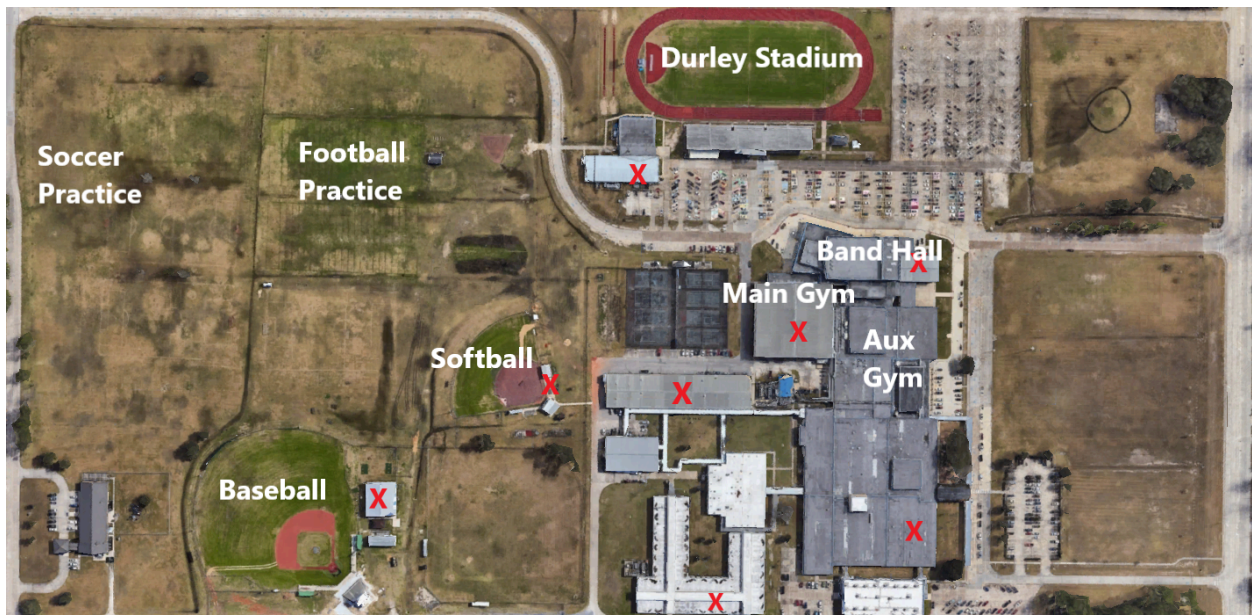 Durley Stadium
Soccer
Practice
Football
Practice
X
Band Hall
X
Main Gym
X
Aux
Gym
Softball
X
X
Baseball
X
X
X